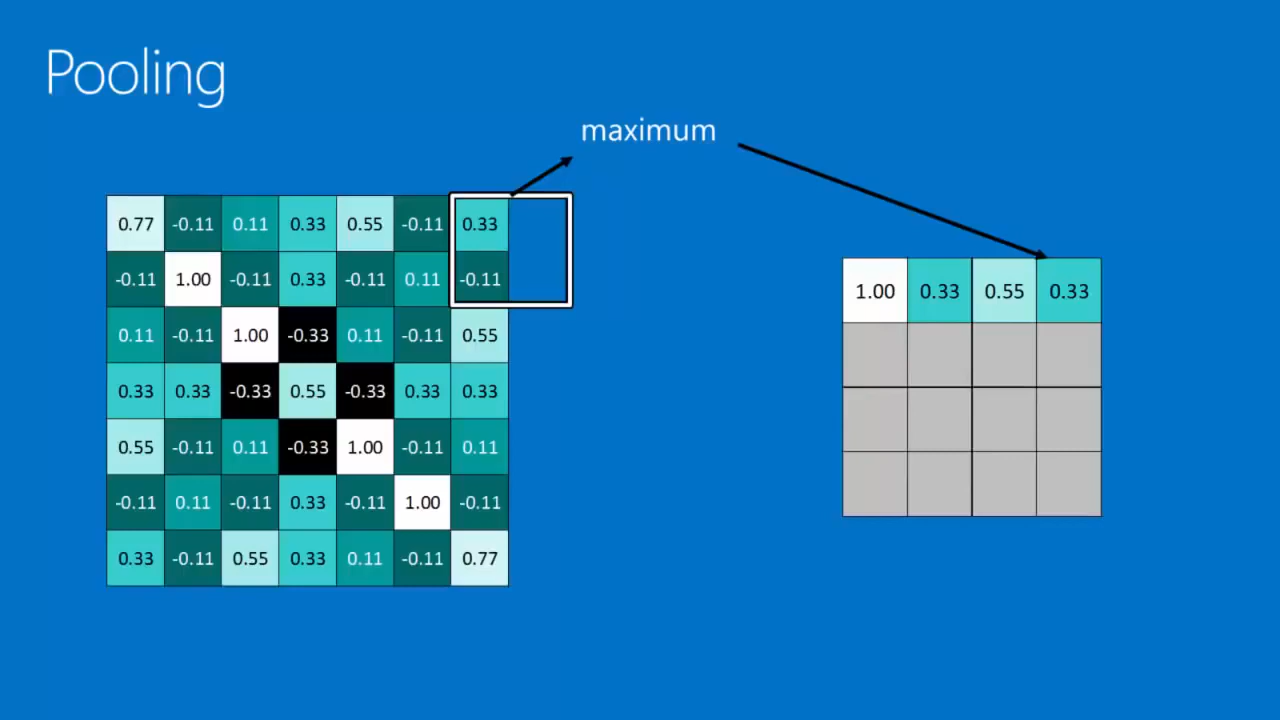 Pooling
maximum
0.77 -0.11 0.11 0.33 0.55 -0.11 0.33
-0.11 1.00 -0.11 0.33 -0.11 0.11 -0.11
0.11 -0.11 1.00 -0.33 0.11 -0.11 0.55
0.33 0.33 -0.33 0.55 -0.33 0.33 0.33
0.55 -0.11 0.11 -0.33 1.00 -0.11 0.11
-0.11 0.11 -0.11 0.33 -0.11 1.00 -0.11
0.33 -0.11 0.55 0.33 0.11 -0.11 0.77
1.00 0.33 0.55 0.33